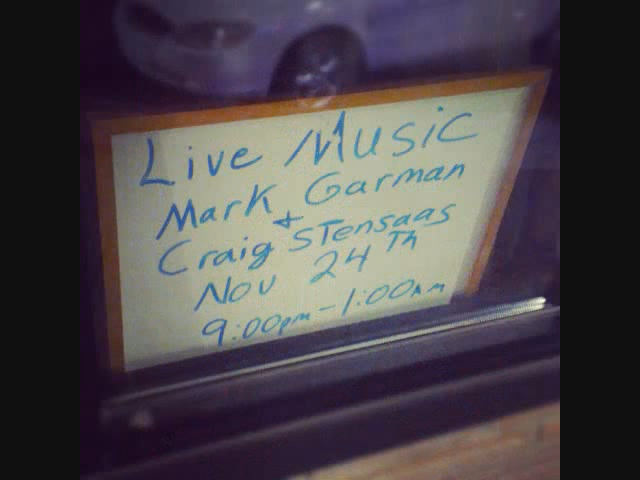 Live Music
Mark Garman
+
Craig Stensaas
Nov 24Th
9:00pm - 1:00Am